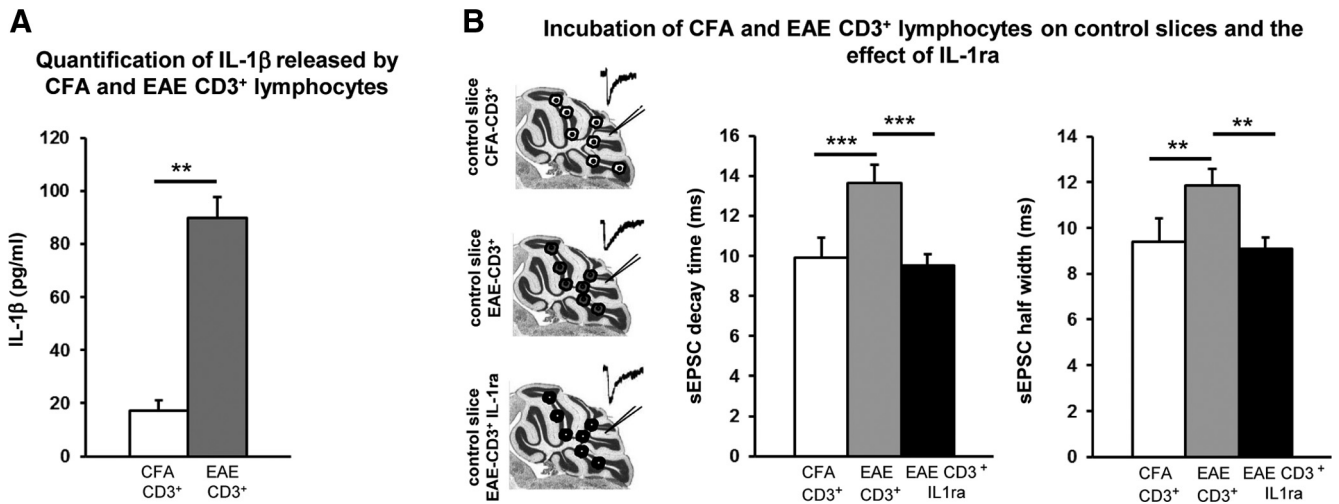 A
Quantification of IL-1β released by
CFA and EAE CD3⁺ lymphocytes
**
IL-1β (pg/ml)
120
100
80
60
40
20
0
CFA
CD3⁺
EAE
CD3⁺
B
Incubation of CFA and EAE CD3⁺ lymphocytes on control slices and the
effect of IL-1ra
control slice
CFA-CD3⁺
control slice
EAE-CD3⁺
control slice
EAE-CD3⁺ IL-1ra
***
***
sEPSC decay time (ms)
16
14
12
10
8
6
4
2
0
CFA
CD3⁺
EAE
CD3⁺
EAE CD3⁺
IL1ra
**
**
sEPSC half width (ms)
14
12
10
8
6
4
2
0
CFA
CD3⁺
EAE
CD3⁺
EAE CD3⁺
IL1ra